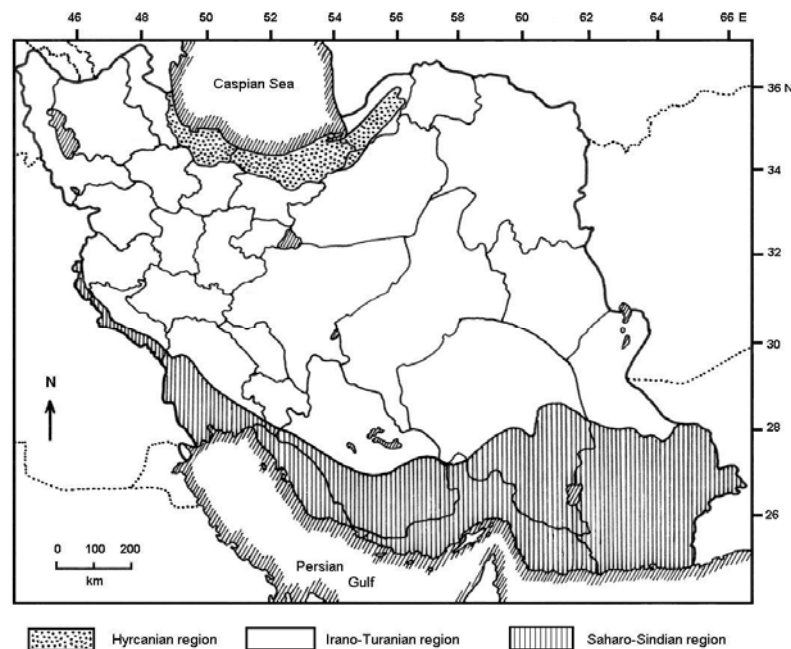 46 48 50 52 54 56 58 60 62 64 66 E
Caspian Sea
36 N
34
32
30
N
28
26
0 100 200
km
Persian
Gulf
Hyrcanian region Irano-Turanian region Saharo-Sindian region